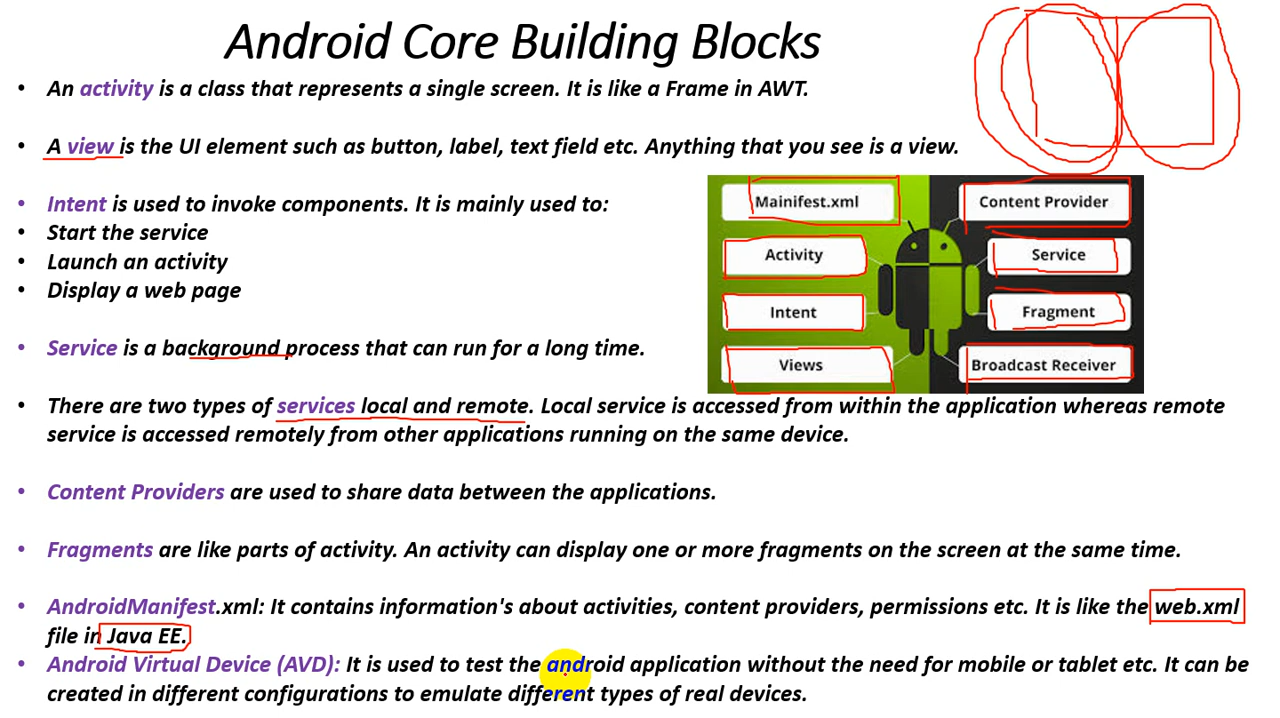 Android Core Building Blocks
• An activity is a class that represents a single screen. It is like a Frame in AWT.
• A view is the UI element such as button, label, text field etc. Anything that you see is a view.
• Intent is used to invoke components. It is mainly used to:
• Start the service
• Launch an activity
• Display a web page
• Service is a background process that can run for a long time.
• There are two types of services local and remote. Local service is accessed from within the application whereas remote
service is accessed remotely from other applications running on the same device.
• Content Providers are used to share data between the applications.
• Fragments are like parts of activity. An activity can display one or more fragments on the screen at the same time.
• AndroidManifest.xml: It contains information's about activities, content providers, permissions etc. It is like the web.xml
file in Java EE.
• Android Virtual Device (AVD): It is used to test the android application without the need for mobile or tablet etc. It can be
created in different configurations to emulate different types of real devices.
Mainifest.xml
Activity
Intent
Views
Content Provider
Service
Fragment
Broadcast Receiver